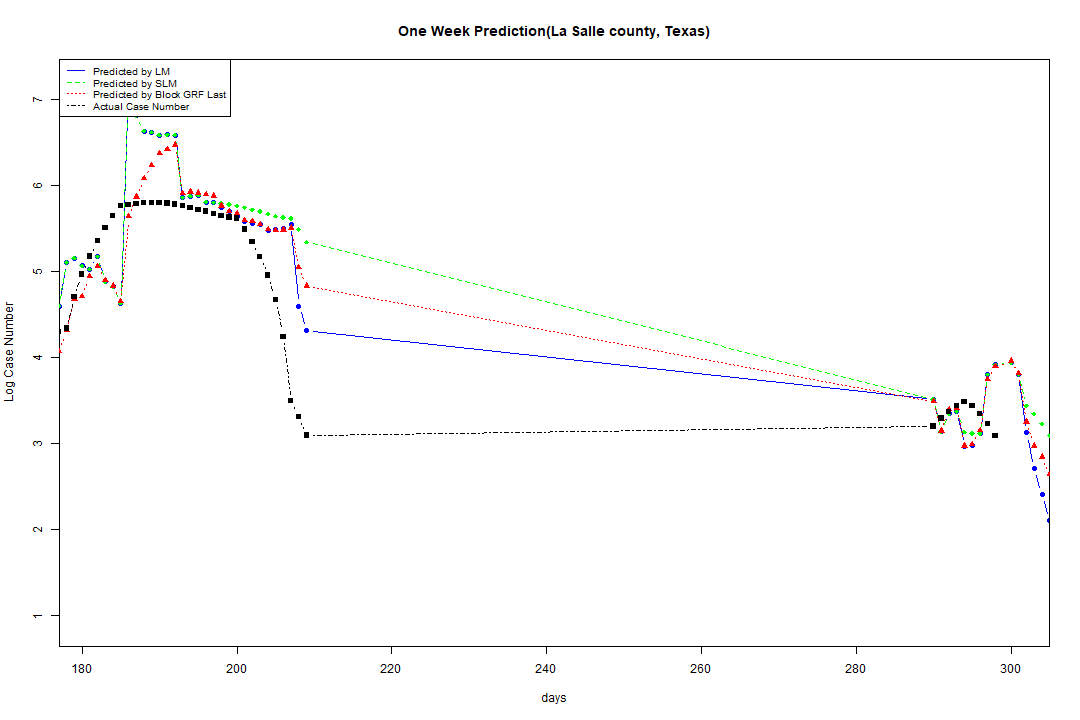 One Week Prediction(La Salle county, Texas)
Predicted by LM
Predicted by SLM
Predicted by Block GRF Last
Actual Case Number
Log Case Number
7
6
5
4
3
2
1
180 200 220 240 260 280 300
days